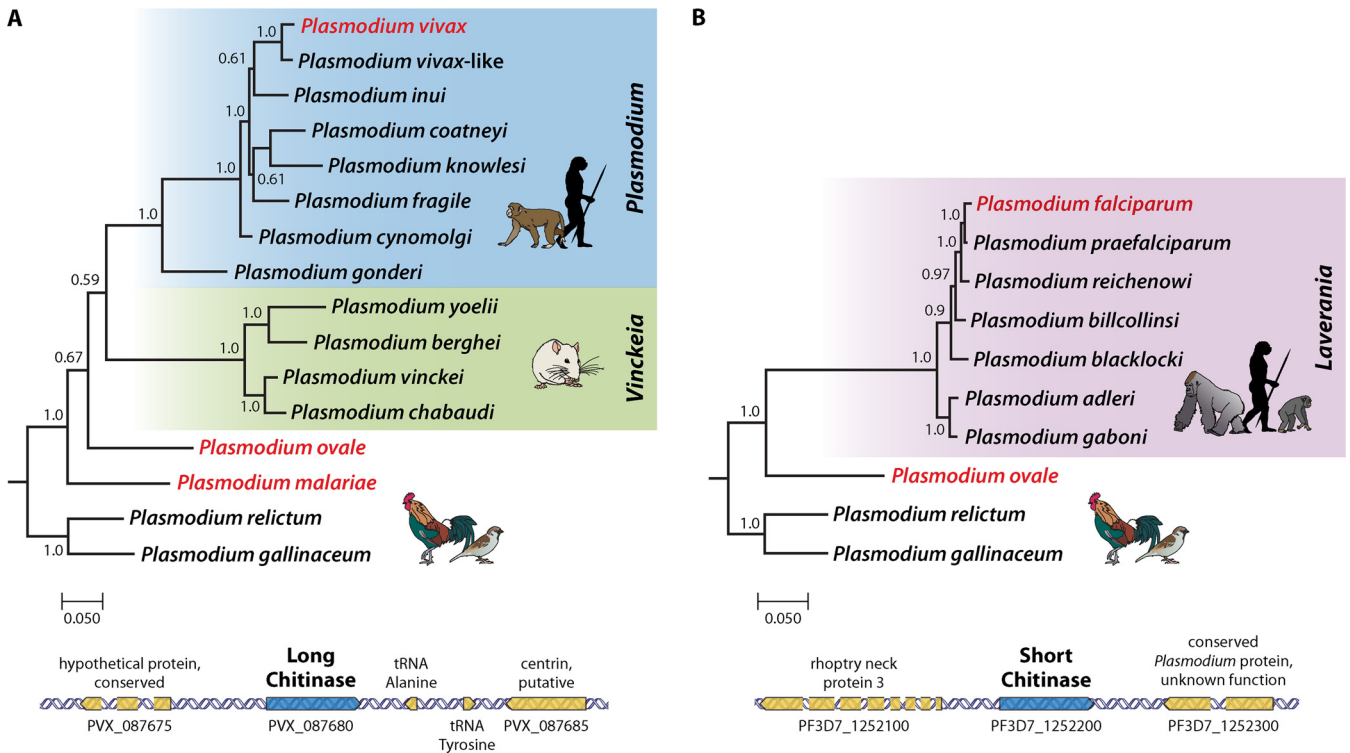 A
1.0
Plasmodium vivax
0.61
Plasmodium vivax-like
Plasmodium inui
1.0
Plasmodium coatneyi
1.0
Plasmodium knowlesi
0.61
Plasmodium fragile
1.0
Plasmodium cynomolgi
Plasmodium gonderi
Plasmodium
0.59
Plasmodium yoelii
1.0
Plasmodium berghei
1.0
Plasmodium vinckei
1.0
Plasmodium chabaudi
Vinckeia
0.67
Plasmodium ovale
1.0
Plasmodium malariae
Plasmodium relictum
1.0
Plasmodium gallinaceum
0.050
hypothetical protein,
conserved
PVX_087675
Long
Chitinase
PVX_087680
tRNA
Alanine
tRNA
Tyrosine
centrin,
putative
PVX_087685
B
1.0
Plasmodium falciparum
1.0
Plasmodium praefalciparum
0.97
Plasmodium reichenowi
0.9
Plasmodium billcollinsi
1.0
Plasmodium blacklocki
Plasmodium adleri
1.0
Plasmodium gaboni
Laverania
1.0
Plasmodium ovale
Plasmodium relictum
1.0
Plasmodium gallinaceum
0.050
rhoptry neck
protein 3
PF3D7_1252100
Short
Chitinase
PF3D7_1252200
conserved
Plasmodium protein,
unknown function
PF3D7_1252300